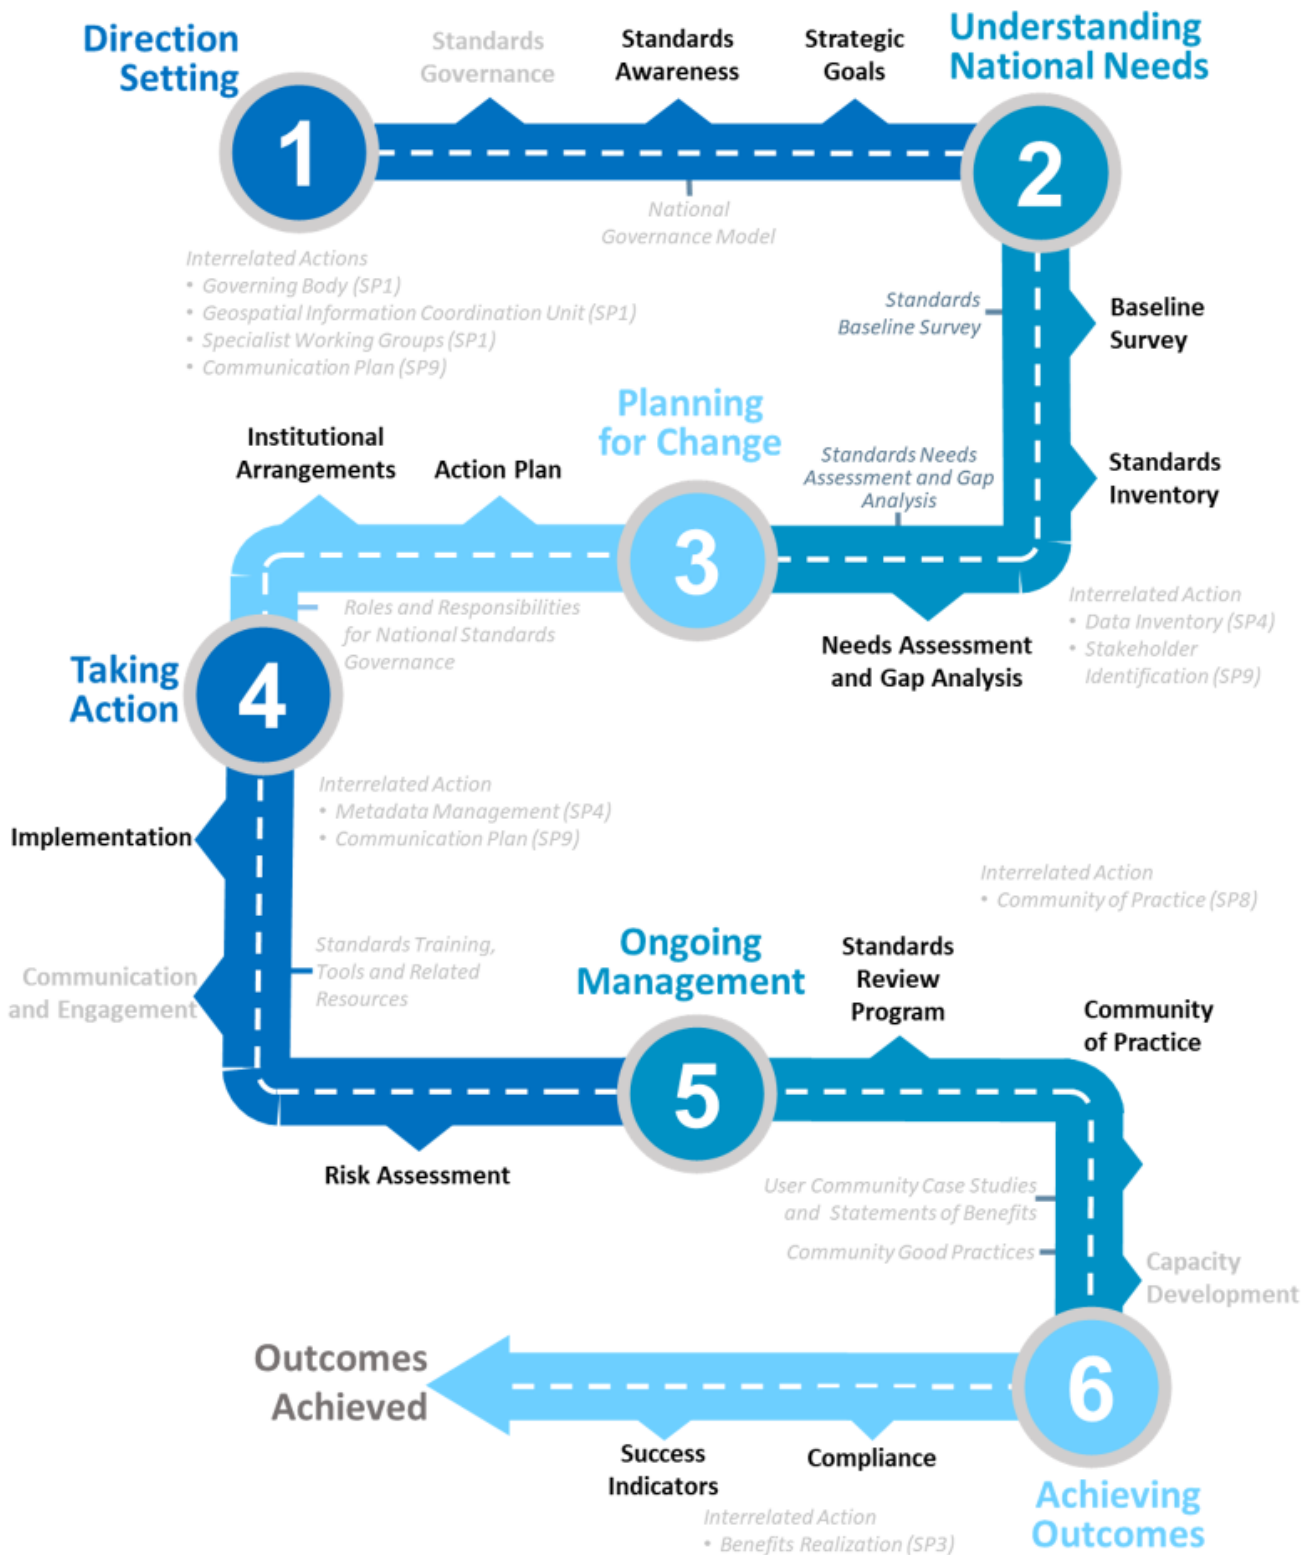 Direction
Setting
1
Standards
Governance
Standards
Awareness
Strategic
Goals
Understanding
National Needs
2
National
Governance Model
Interrelated Actions
• Governing Body (SP1)
• Geospatial Information Coordination Unit (SP1)
• Specialist Working Groups (SP1)
• Communication Plan (SP9)
Standards
Baseline Survey
Baseline
Survey
Standards
Inventory
Standards Needs
Assessment and Gap
Analysis
Needs Assessment
and Gap Analysis
Interrelated Action
• Data Inventory (SP4)
• Stakeholder
Identification (SP9)
Planning
for Change
3
Action Plan
Institutional
Arrangements
Roles and Responsibilities
for National Standards
Governance
Taking
Action
4
Interrelated Action
• Metadata Management (SP4)
• Communication Plan (SP9)
Implementation
Communication
and Engagement
Standards Training,
Tools and Related
Resources
Risk Assessment
Ongoing
Management
5
Standards
Review
Program
Interrelated Action
• Community of Practice (SP8)
Community
of Practice
User Community Case Studies
and Statements of Benefits
Community Good Practices
Capacity
Development
6
Achieving
Outcomes
Compliance
Success
Indicators
Interrelated Action
• Benefits Realization (SP3)
Outcomes
Achieved